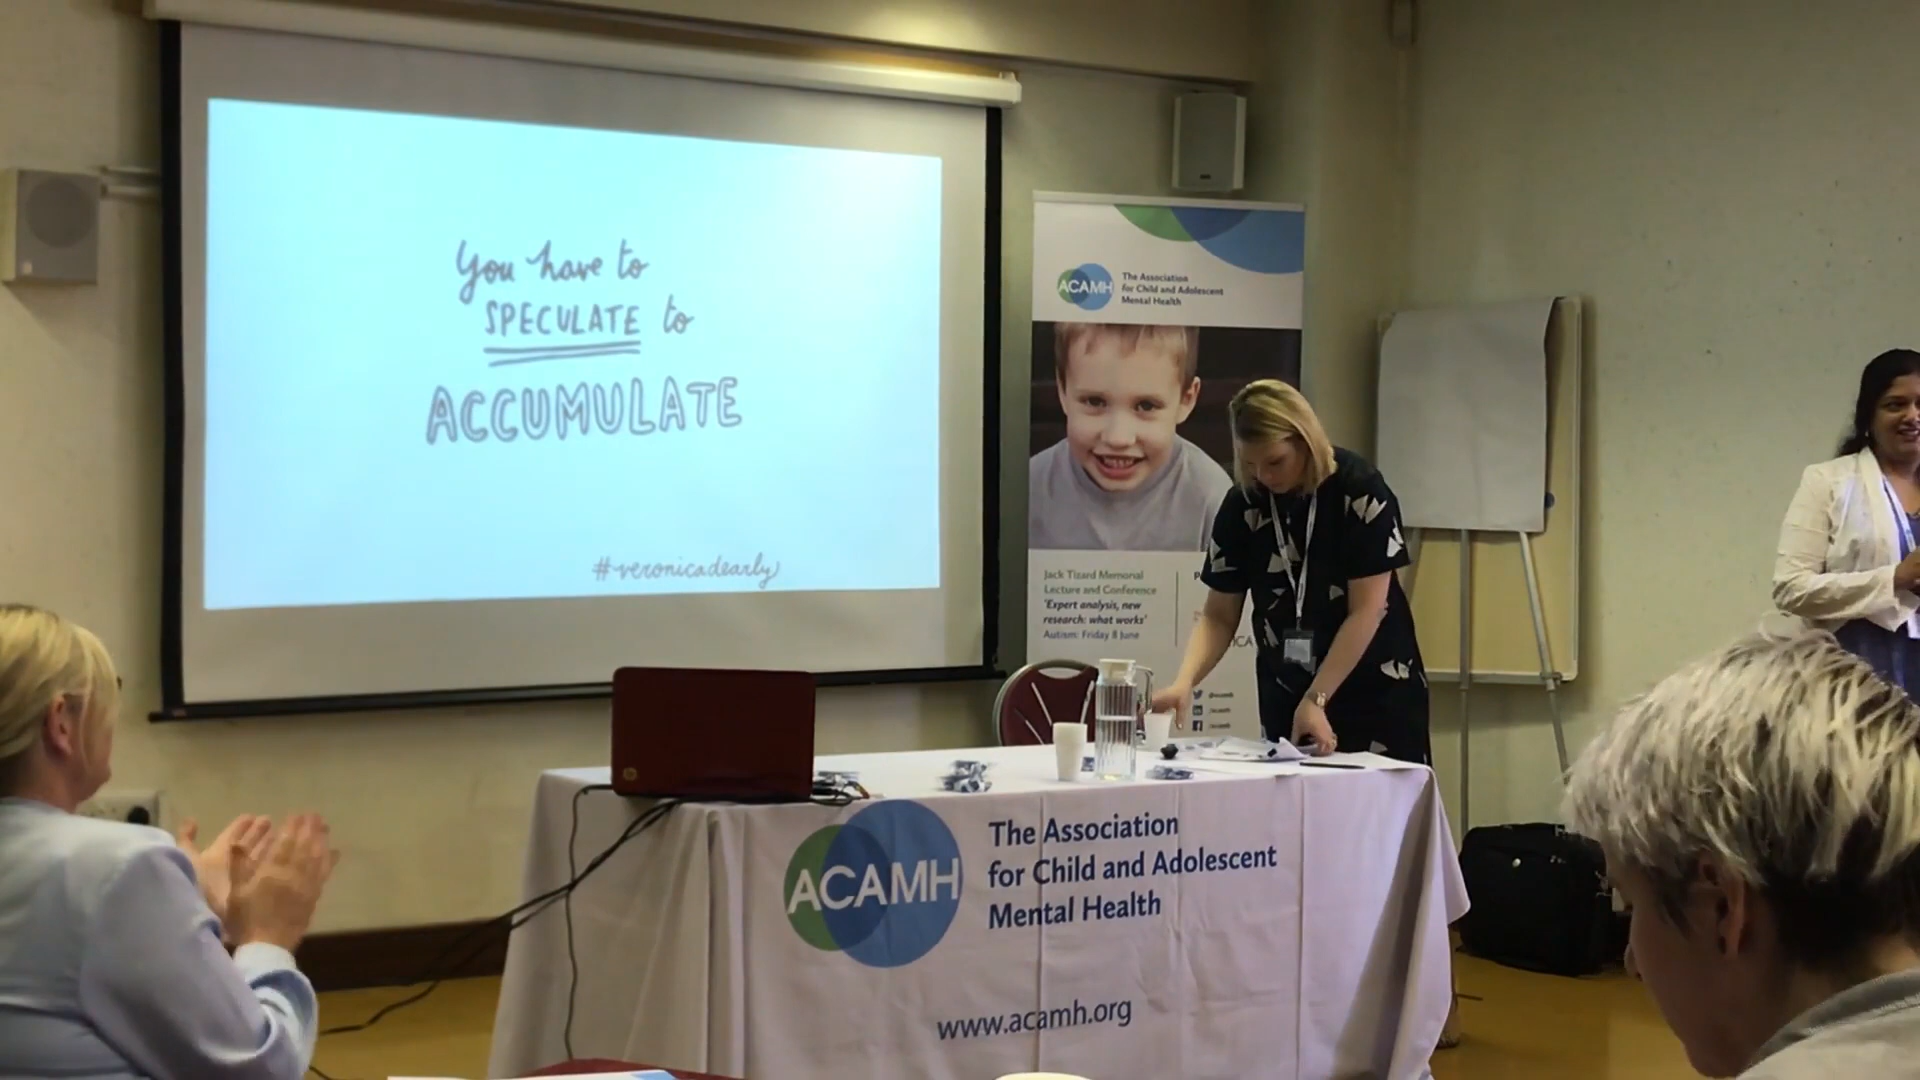 You have to
SPECULATE to
ACCUMULATE
#veronicadearly
ACAMH
The Association
for Child and Adolescent
Mental Health
Jack Tizard Memorial
Lecture and Conference
'Expert analysis, new
research: what works'
Autism: Friday 8 June
ACAMH
The Association
for Child and Adolescent
Mental Health
www.acamh.org